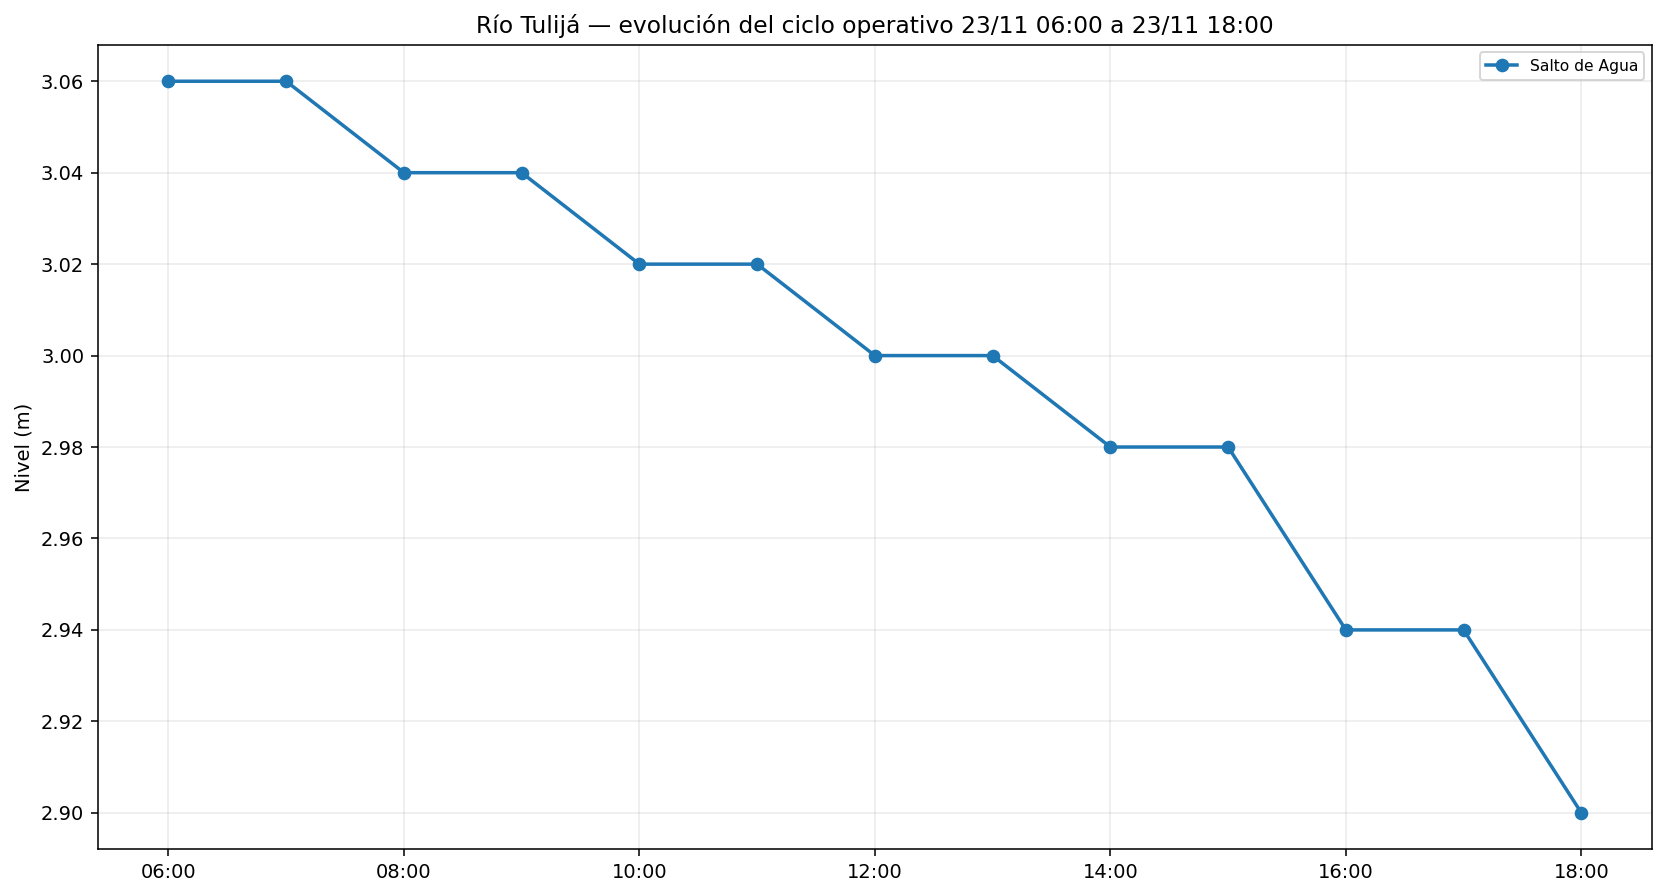 Río Tulijá — evolución del ciclo operativo 23/11 06:00 a 23/11 18:00
Salto de Agua
Nivel (m)
3.06
3.04
3.02
3.00
2.98
2.96
2.94
2.92
2.90
06:00 08:00 10:00 12:00 14:00 16:00 18:00